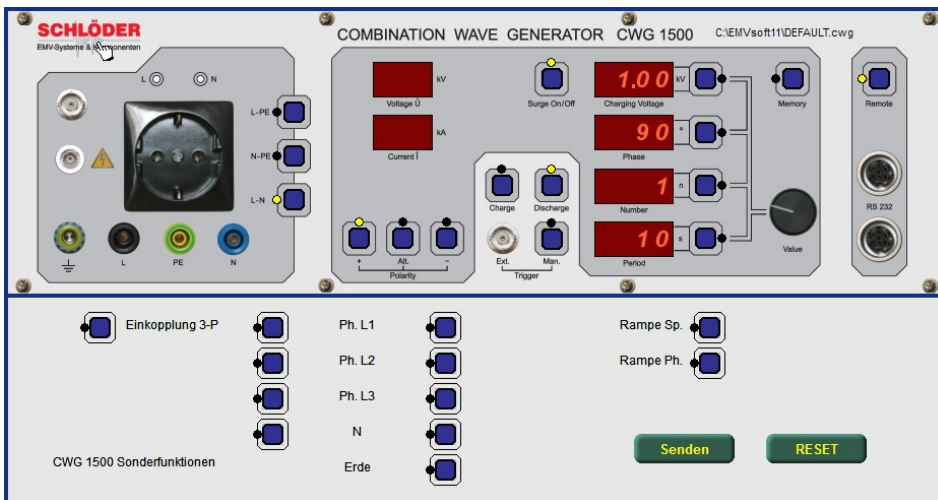 SCHLÖDER
EMV-Systeme & Komponenten
COMBINATION WAVE GENERATOR CWG 1500
C:\EMVsoft11\DEFAULT.cwg
L
N
L-PE
N-PE
L-N
L
PE
N
kV
Voltage Û
kA
Current Î
+
Alt.
−
Polarity
Surge On/Off
Charge
Discharge
Ext.
Man.
Trigger
1.00 kV
Charging Voltage
90 °
Phase
1 n
Number
10 s
Period
Memory
Value
Remote
RS 232
Einkopplung 3-P
Ph. L1
Ph. L2
Ph. L3
N
Erde
Rampe Sp.
Rampe Ph.
CWG 1500 Sonderfunktionen
Senden
RESET